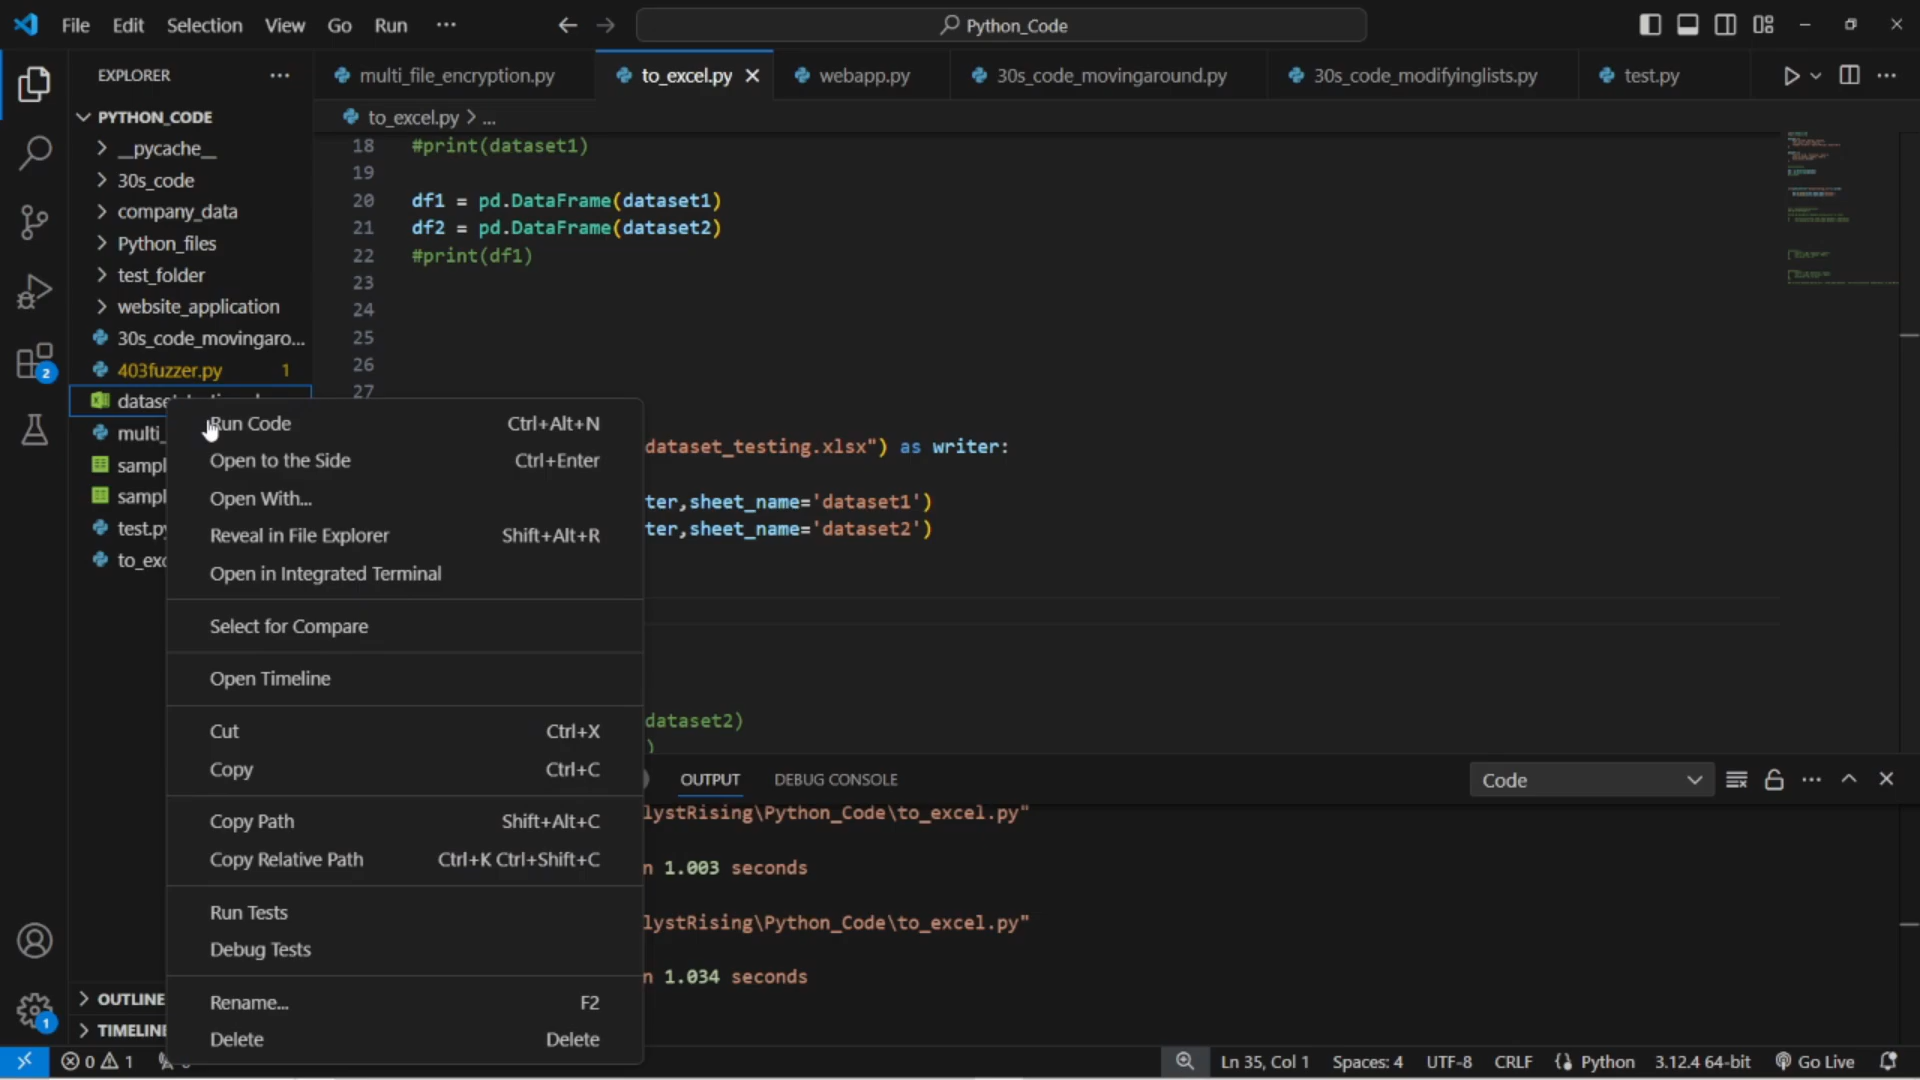 File Edit Selection View Go Run ···
Python_Code
EXPLORER ···
PYTHON_CODE
__pycache__
30s_code
company_data
Python_files
test_folder
website_application
30s_code_movingaro...
403fuzzer.py 1
multi_
test.py
multi_file_encryption.py
to_excel.py
webapp.py
30s_code_movingaround.py
30s_code_modifyinglists.py
test.py
to_excel.py > ...
18 #print(dataset1)
19
20 df1 = pd.DataFrame(dataset1)
21 df2 = pd.DataFrame(dataset2)
22 #print(df1)
23
24
25
26
27
dataset_testing.xlsx") as writer:
ter,sheet_name='dataset1')
ter,sheet_name='dataset2')
dataset2)
)
Run Code Ctrl+Alt+N
Open to the Side Ctrl+Enter
Open With...
Reveal in File Explorer Shift+Alt+R
Open in Integrated Terminal
Select for Compare
Open Timeline
Cut Ctrl+X
Copy Ctrl+C
Copy Path Shift+Alt+C
Copy Relative Path Ctrl+K Ctrl+Shift+C
Run Tests
Debug Tests
Rename... F2
Delete Delete
OUTPUT DEBUG CONSOLE
Code
lystRising\Python_Code\to_excel.py"
n 1.003 seconds
lystRising\Python_Code\to_excel.py"
n 1.034 seconds
OUTLINE
TIMELINE
2
1
0 1
Ln 35, Col 1 Spaces: 4 UTF-8 CRLF Python 3.12.4 64-bit Go Live